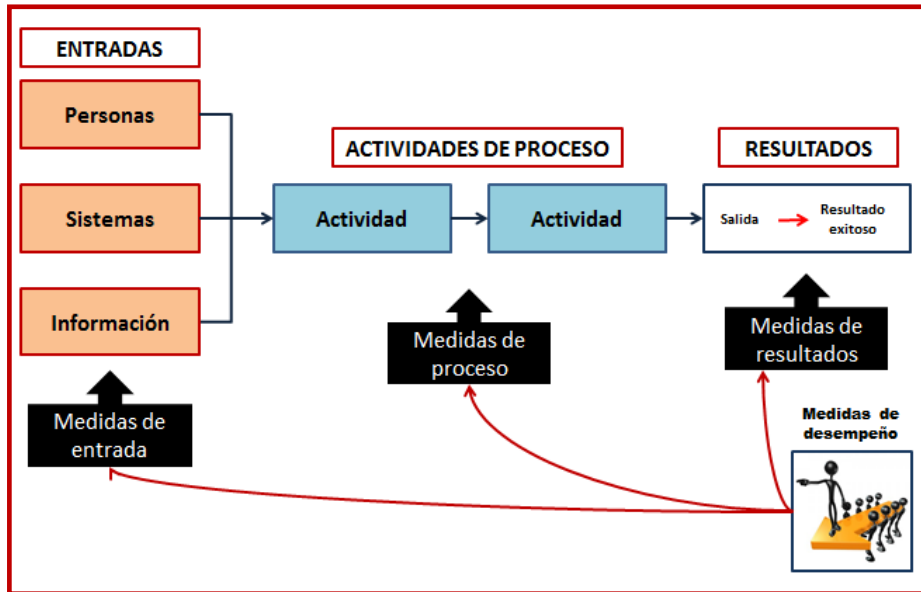 ENTRADAS
Personas
Sistemas
Información
Medidas de
entrada
ACTIVIDADES DE PROCESO
Actividad
Actividad
Medidas de
proceso
RESULTADOS
Salida
Resultado
exitoso
Medidas de
resultados
Medidas de
desempeño